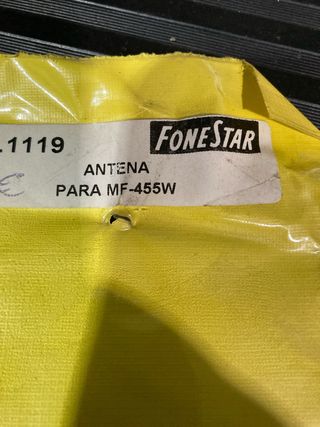 .1119
FONESTAR
ANTENA
PARA MF-455W
€